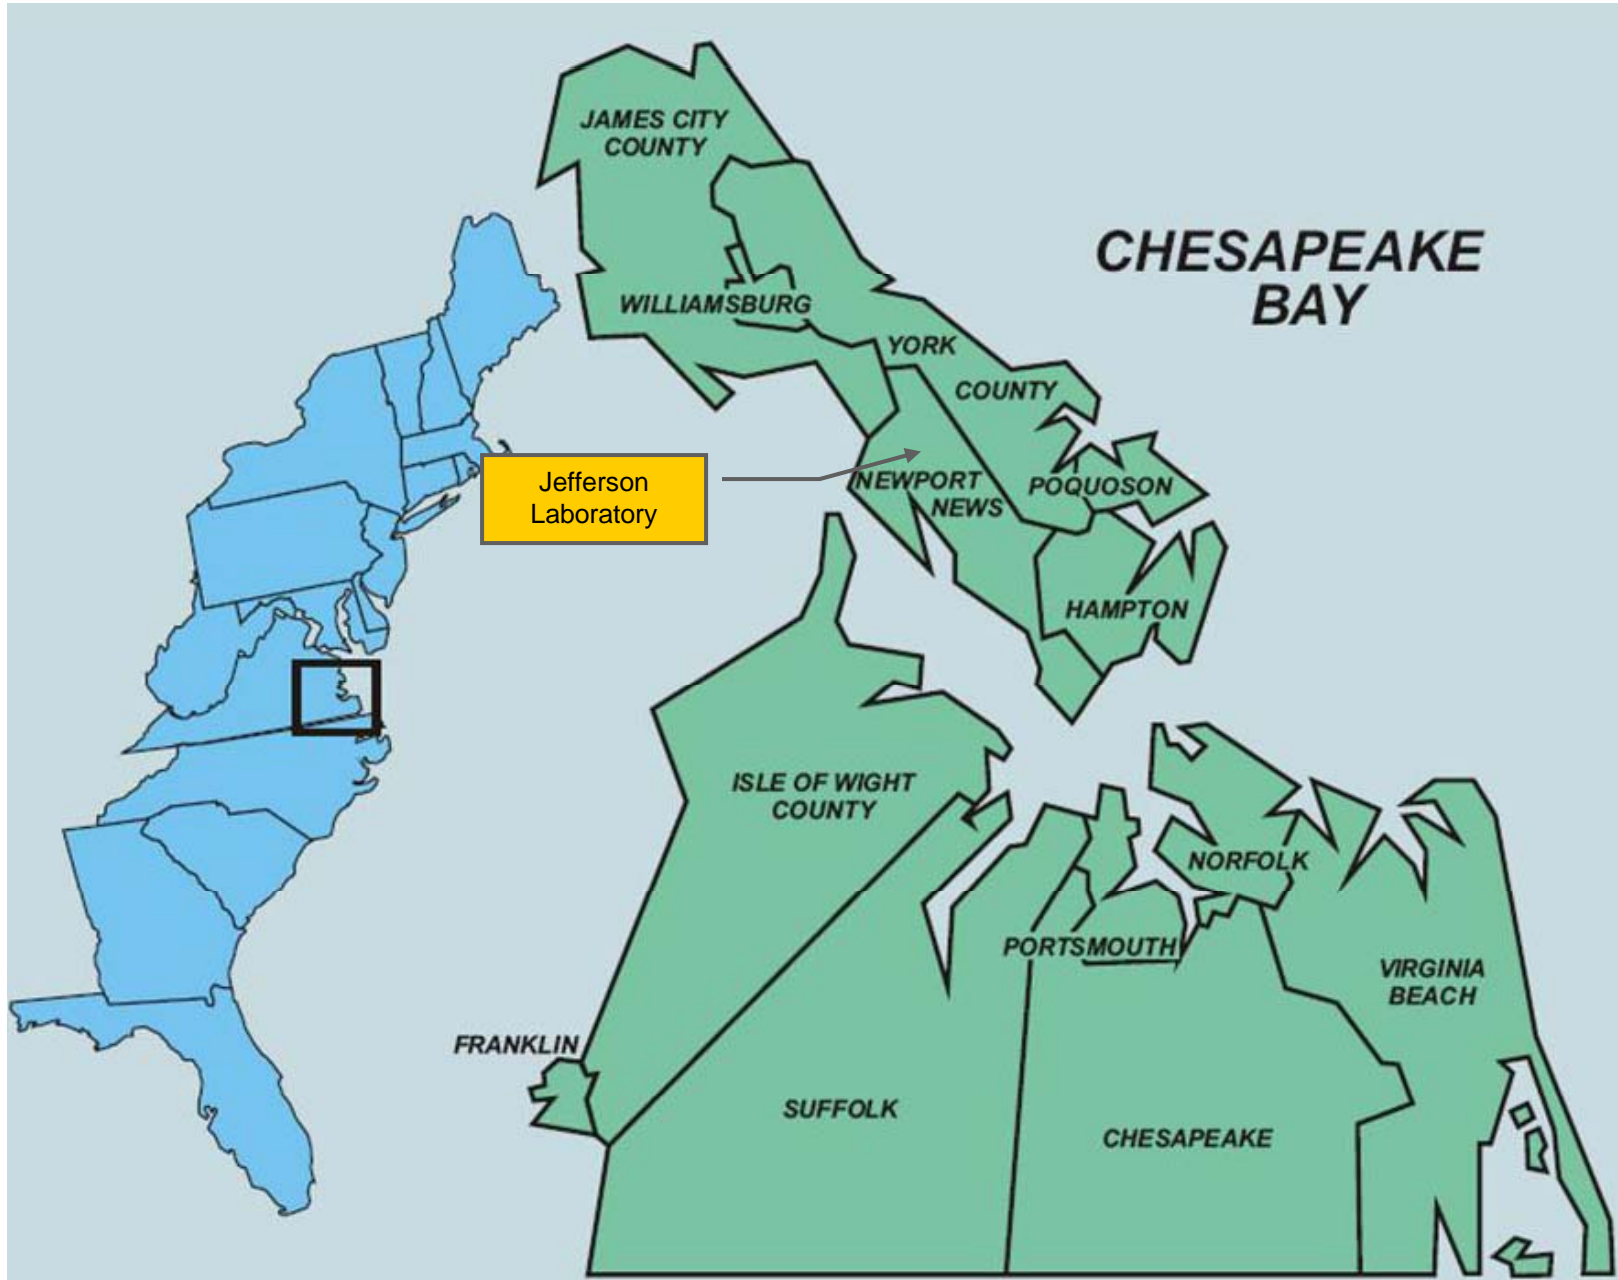 JAMES CITY
COUNTY
CHESAPEAKE
BAY
WILLIAMSBURG
YORK
COUNTY
Jefferson
Laboratory
NEWPORT
NEWS
POQUOSON
HAMPTON
ISLE OF WIGHT
COUNTY
NORFOLK
PORTSMOUTH
VIRGINIA
BEACH
FRANKLIN
SUFFOLK
CHESAPEAKE